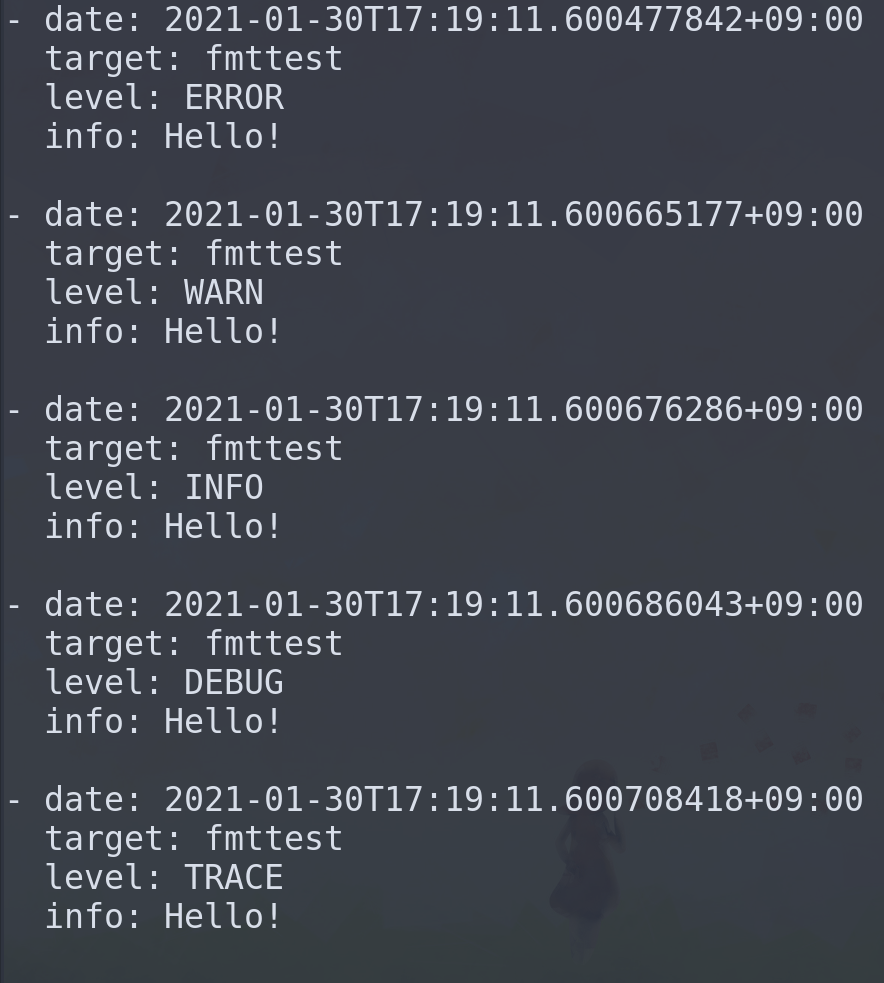 - date: 2021-01-30T17:19:11.600477842+09:00
  target: fmttest
  level: ERROR
  info: Hello!

- date: 2021-01-30T17:19:11.600665177+09:00
  target: fmttest
  level: WARN
  info: Hello!

- date: 2021-01-30T17:19:11.600676286+09:00
  target: fmttest
  level: INFO
  info: Hello!

- date: 2021-01-30T17:19:11.600686043+09:00
  target: fmttest
  level: DEBUG
  info: Hello!

- date: 2021-01-30T17:19:11.600708418+09:00
  target: fmttest
  level: TRACE
  info: Hello!